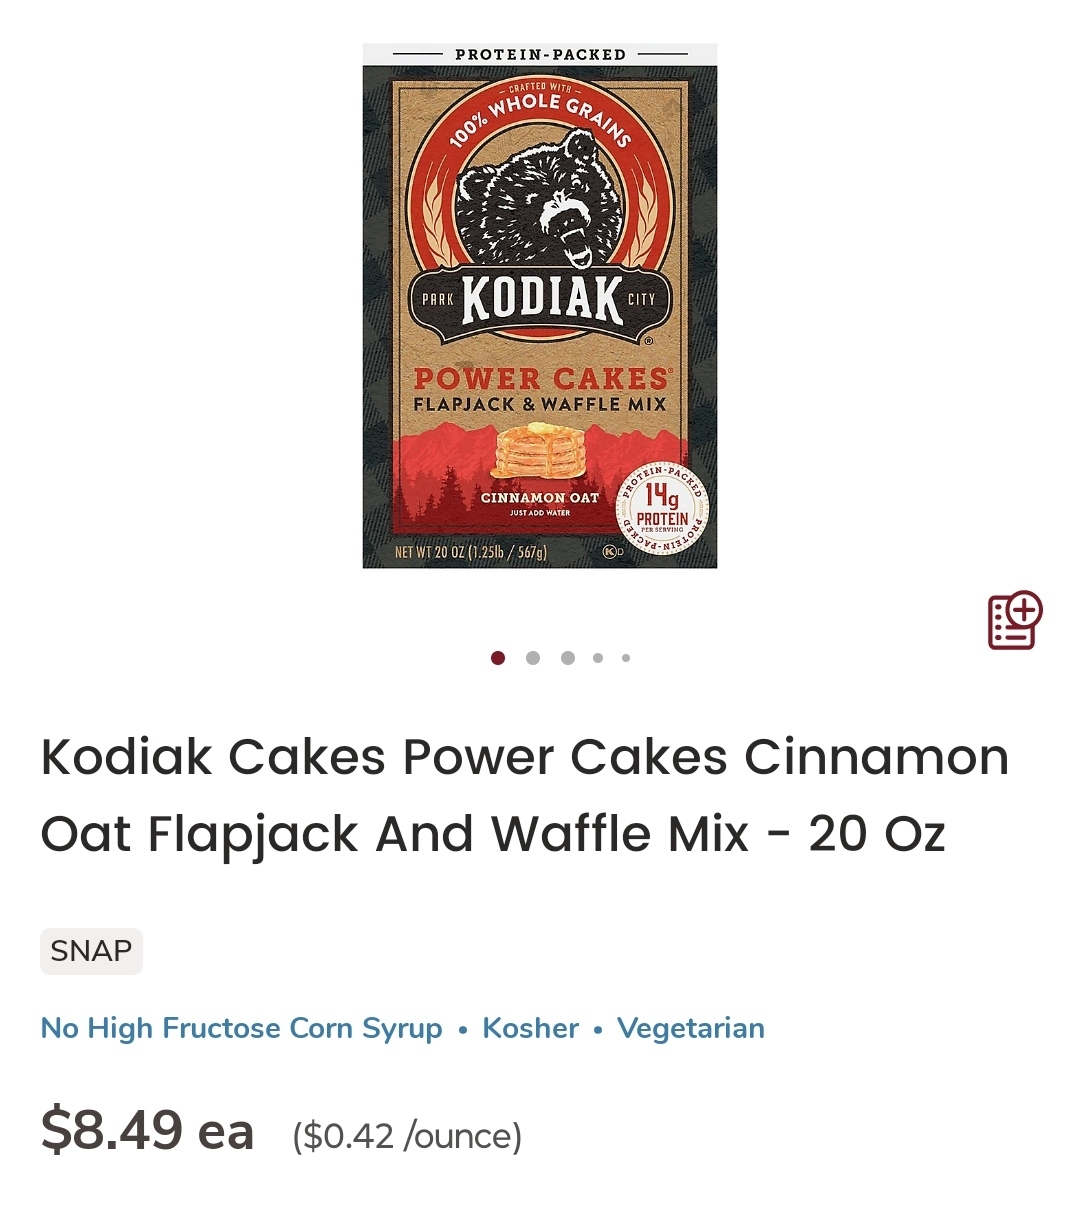 PROTEIN-PACKED
CRAFTED WITH
100% WHOLE GRAINS
PARK KODIAK CITY
®
POWER CAKES®
FLAPJACK & WAFFLE MIX
CINNAMON OAT
JUST ADD WATER
PROTEIN-PACKED
14g
PROTEIN
PER SERVING
PROTEIN-PACKED
NET WT 20 OZ (1.25lb / 567g)
K D
Kodiak Cakes Power Cakes Cinnamon
Oat Flapjack And Waffle Mix - 20 Oz
SNAP
No High Fructose Corn Syrup • Kosher • Vegetarian
$8.49 ea ($0.42 /ounce)